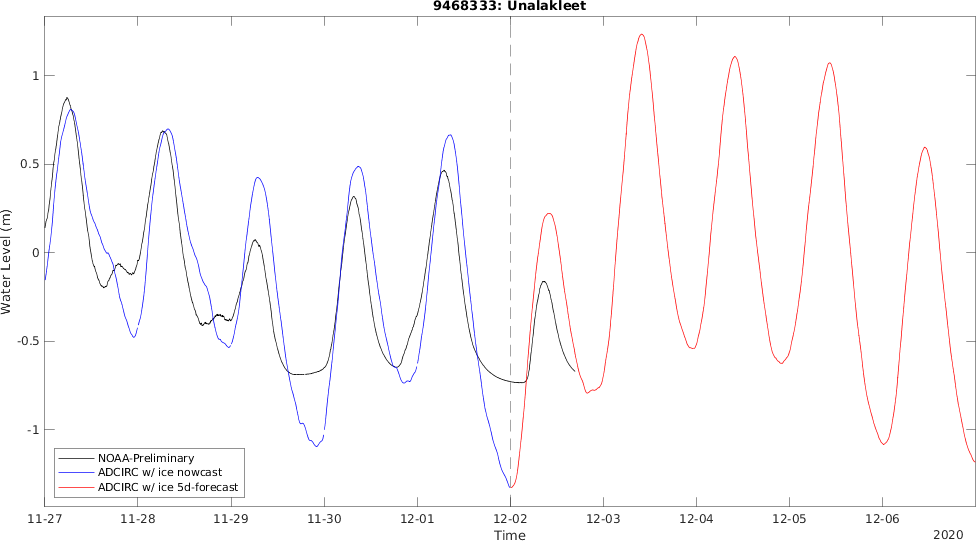 9468333: Unalakleet
1
0.5
0
-0.5
-1
Water Level (m)
NOAA-Preliminary
ADCIRC w/ ice nowcast
ADCIRC w/ ice 5d-forecast
11-27 11-28 11-29 11-30 12-01 12-02 12-03 12-04 12-05 12-06
Time
2020